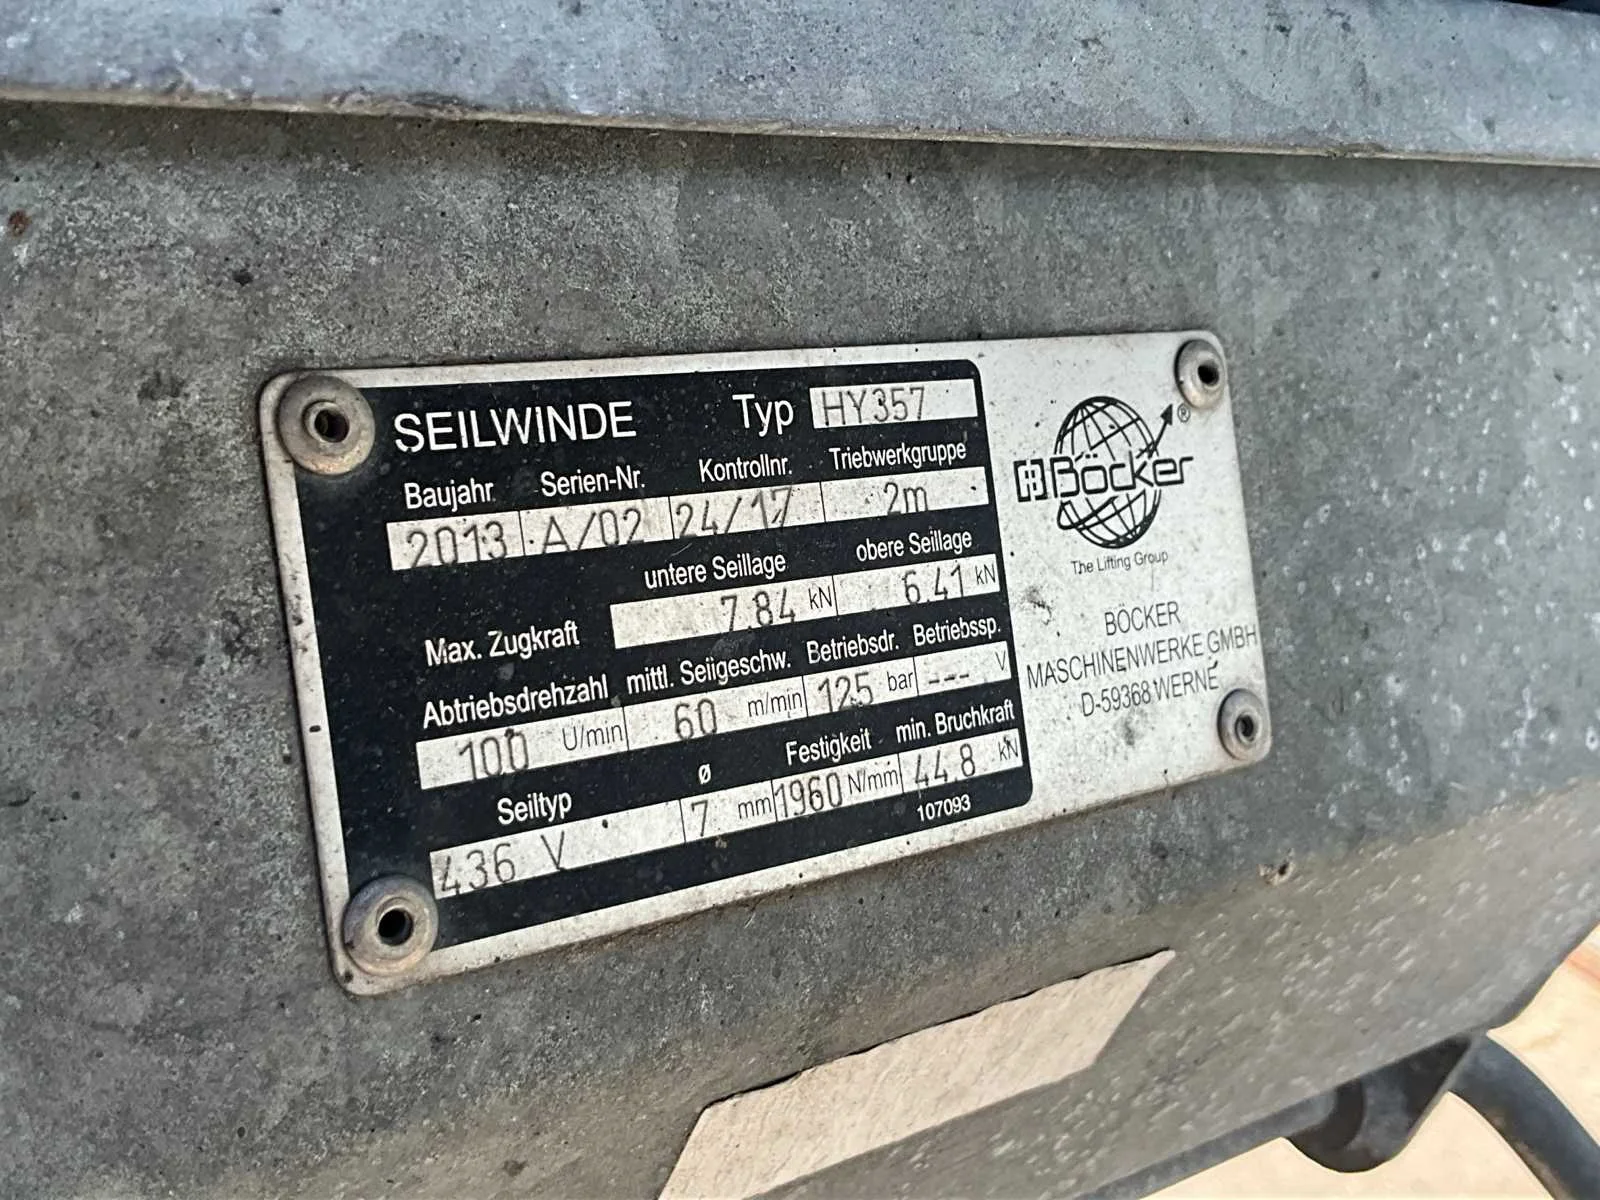 SEILWINDE Typ HY357
Baujahr Serien-Nr. Kontrollnr. Triebwerkgruppe
2013 A/02 24/17 2m
untere Seillage obere Seillage
Max. Zugkraft 7.84 kN 6.41 kN
Abtriebsdrehzahl mittl. Seilgeschw. Betriebsdr. Betriebssp.
100 U/min 60 m/min 125 bar --- V
Seiltyp ø Festigkeit min. Bruchkraft
436 V 7 mm 1960 N/mm 44.8 kN
107093
Böcker ®
The Lifting Group
BÖCKER
MASCHINENWERKE GMBH
D-59368 WERNE